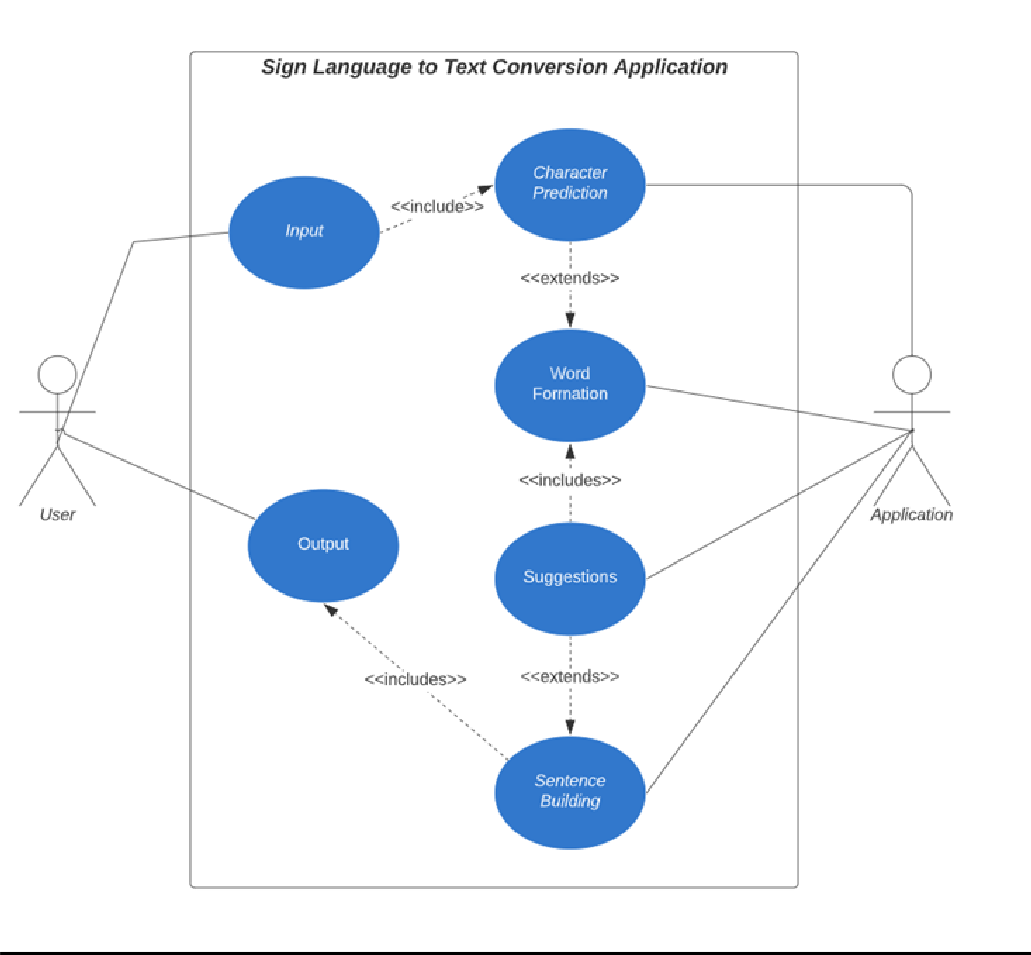 Sign Language to Text Conversion Application
Character
Prediction
<<include>>
Input
<<extends>>
Word
Formation
<<includes>>
User
Application
Output
Suggestions
<<includes>>
<<extends>>
Sentence
Building